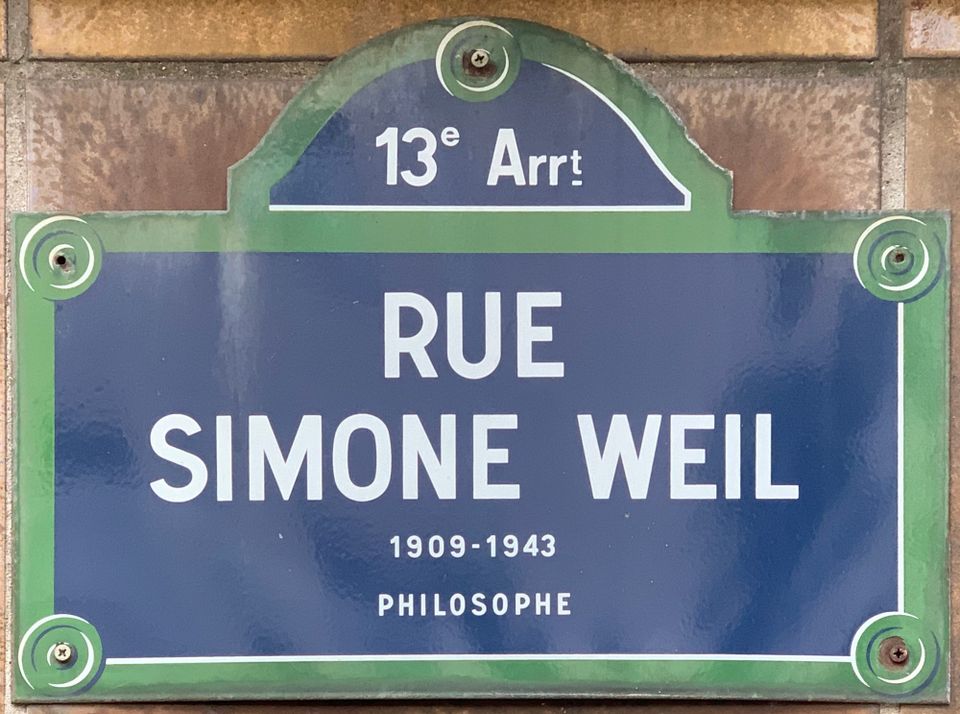 13e Arrt
RUE
SIMONE WEIL
1909-1943
PHILOSOPHE